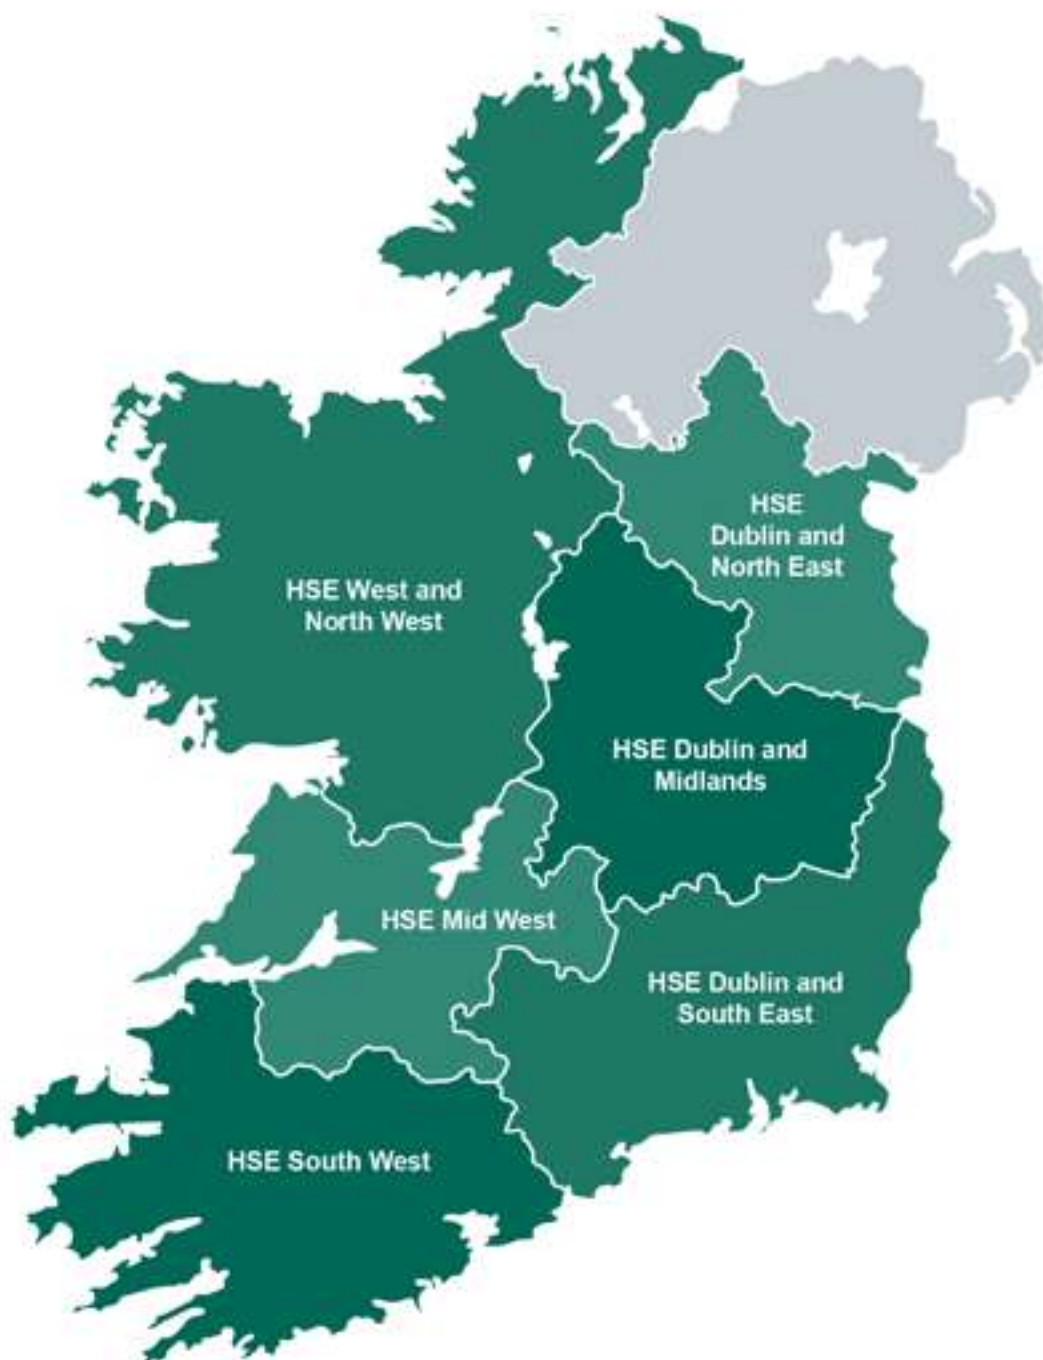 HSE
Dublin and
North East
HSE West and
North West
HSE Dublin and
Midlands
HSE Mid West
HSE Dublin and
South East
HSE South West